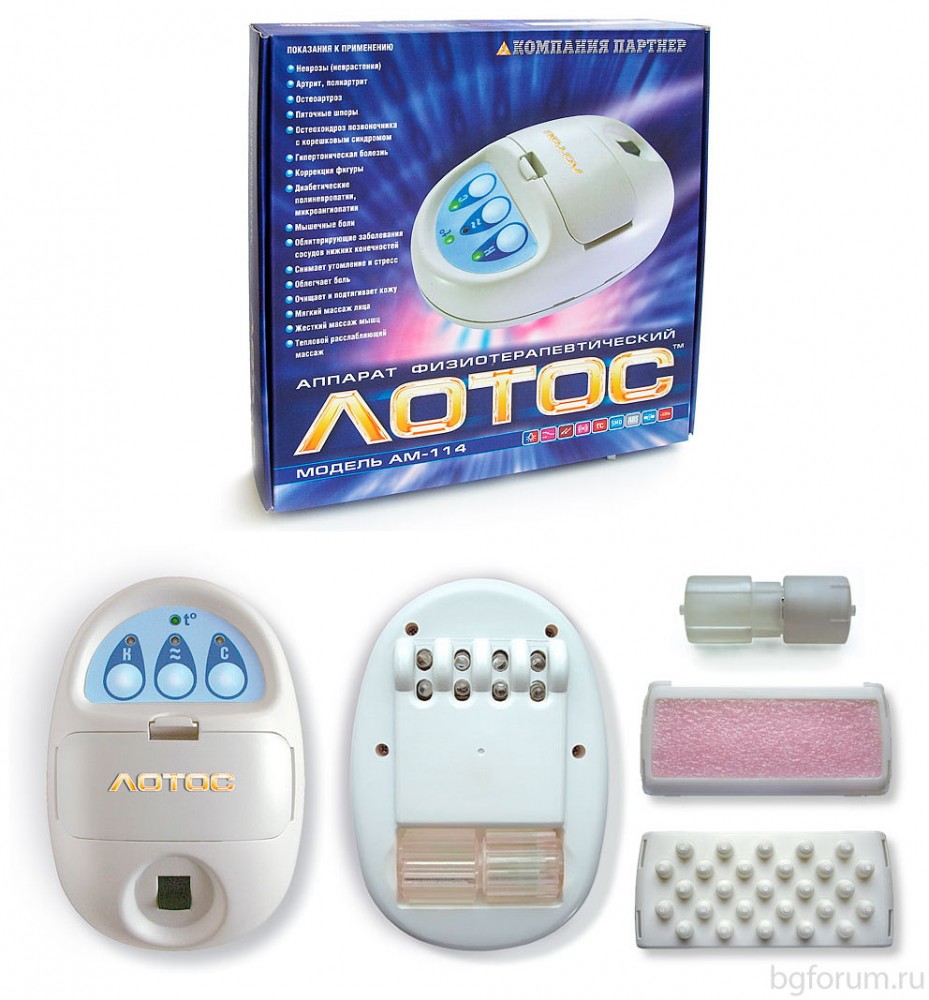 ПОКАЗАНИЯ К ПРИМЕНЕНИЮ
КОМПАНИЯ ПАРТНЕР
Неврозы (неврастения)
Артрит, полиартрит
Остеоартроз
Пяточные шпоры
Остеохондроз позвоночника
с корешковым синдромом
Гипертоническая болезнь
Коррекция фигуры
Диабетические
полиневропатии,
микроангиопатии
Мышечные боли
Облитерирующие заболевания
сосудов нижних конечностей
Снимает утомление и стресс
Облегчает боль
Очищает и подтягивает кожу
Мягкий массаж лица
Жесткий массаж мышц
Тепловой расслабляющий
массаж
АППАРАТ ФИЗИОТЕРАПЕВТИЧЕСКИЙ
ЛОТОС™
МОДЕЛЬ АМ-114
t°
К ≈ С
ЛОТОС
bgforum.ru